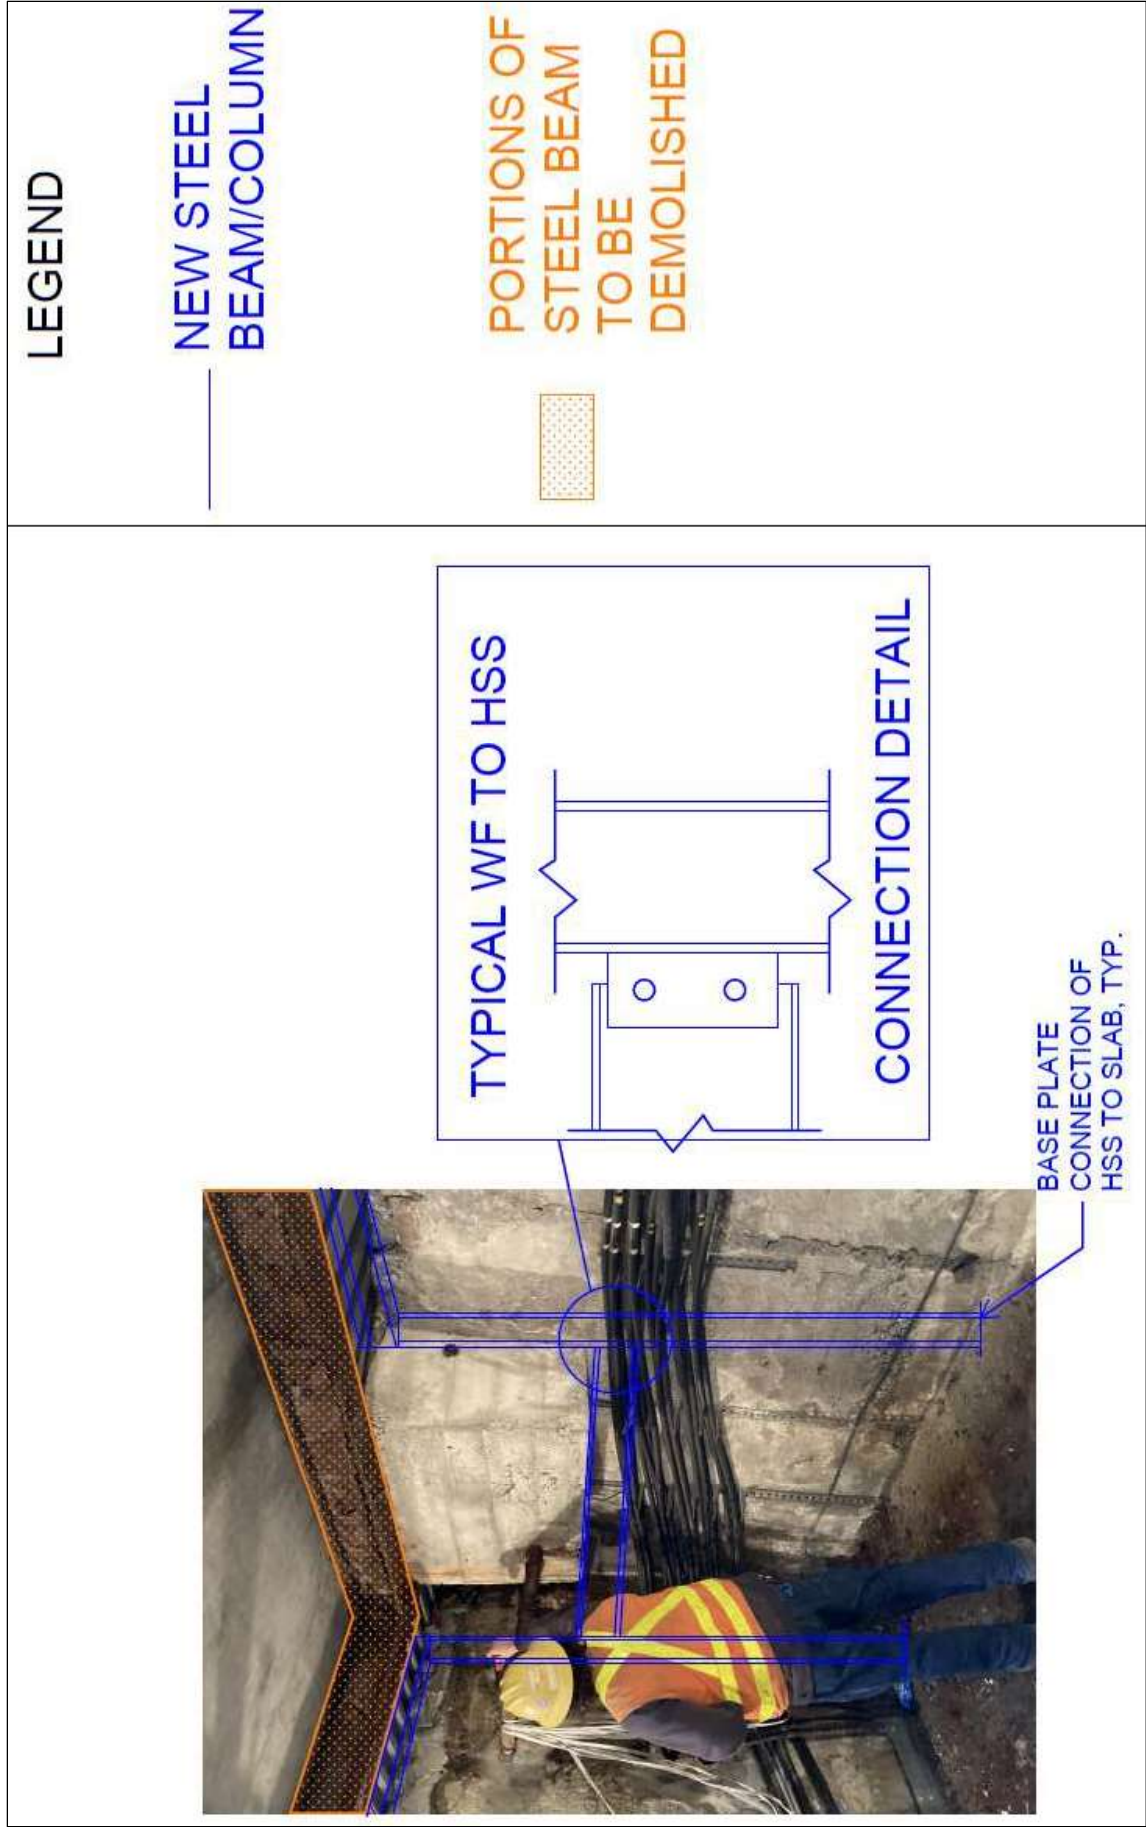 LEGEND
NEW STEEL
BEAM/COLUMN
PORTIONS OF
STEEL BEAM
TO BE
DEMOLISHED
TYPICAL WF TO HSS
CONNECTION DETAIL
BASE PLATE
CONNECTION OF
HSS TO SLAB, TYP.